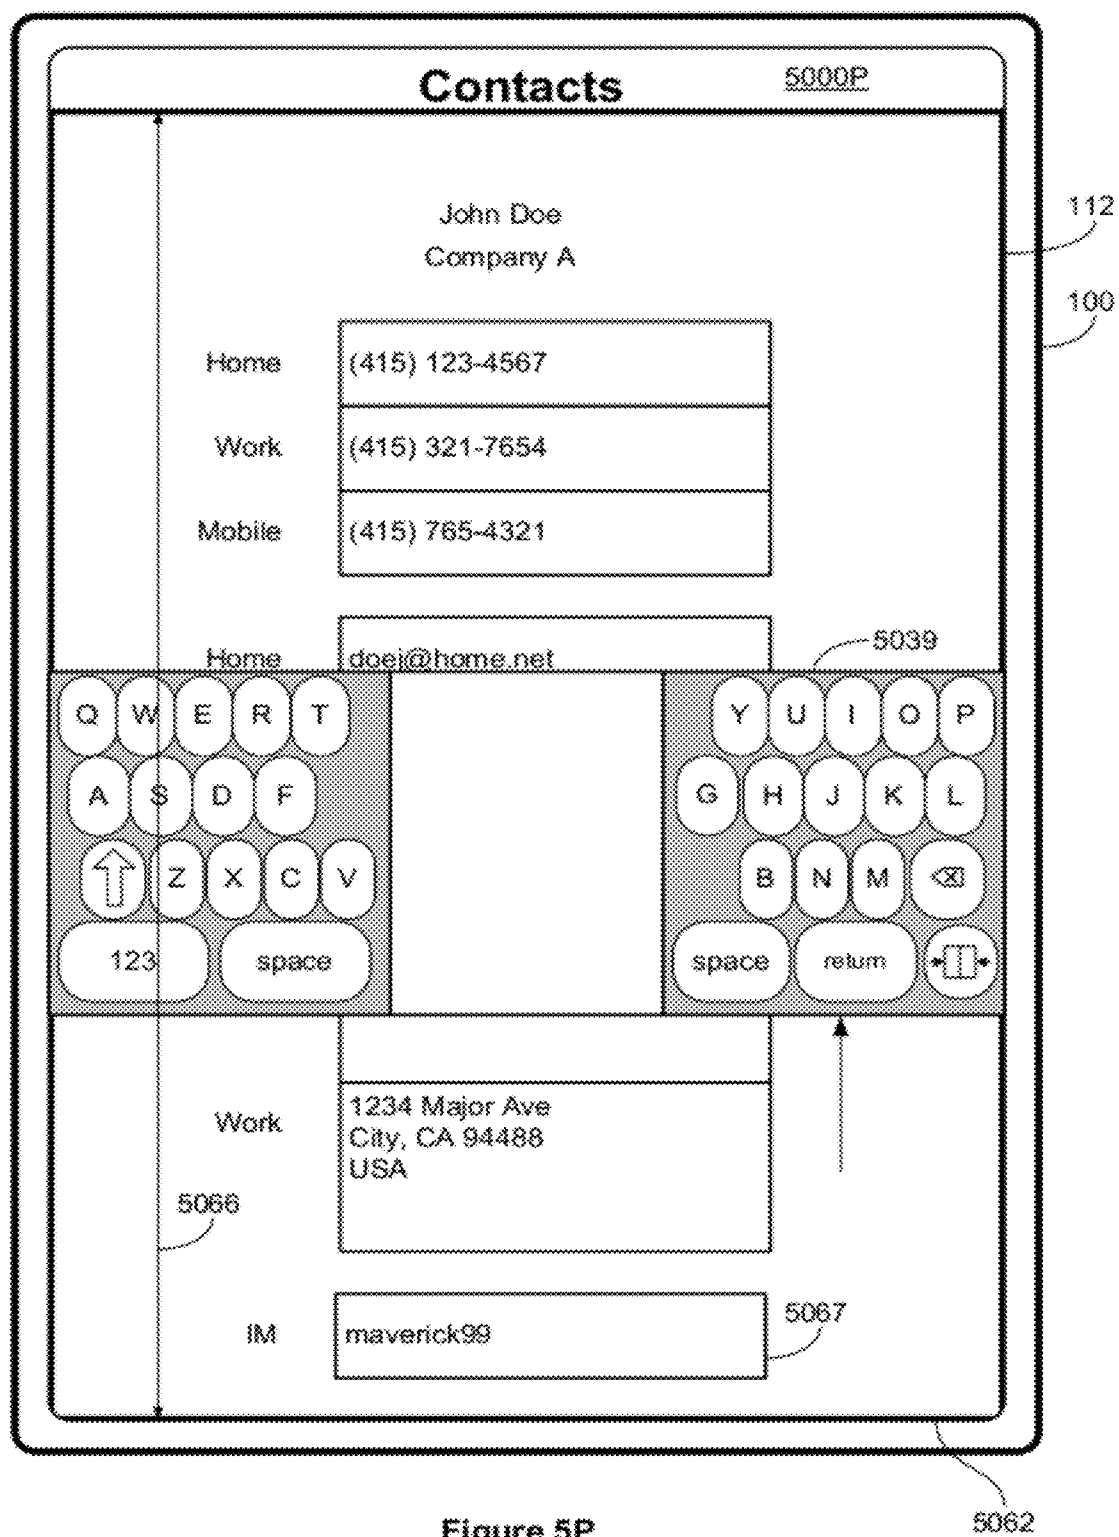 Contacts 5000P
John Doe
Company A
112
100
Home (415) 123-4567
Work (415) 321-7654
Mobile (415) 765-4321
5039
Home doej@home.net
Q W E R T Y U I O P
A S D F G H J K L
Z X C V B N M
123 space space return
Work 1234 Major Ave
City, CA 94488
USA
5066
5067
IM maverick99
5062
Figure 5P